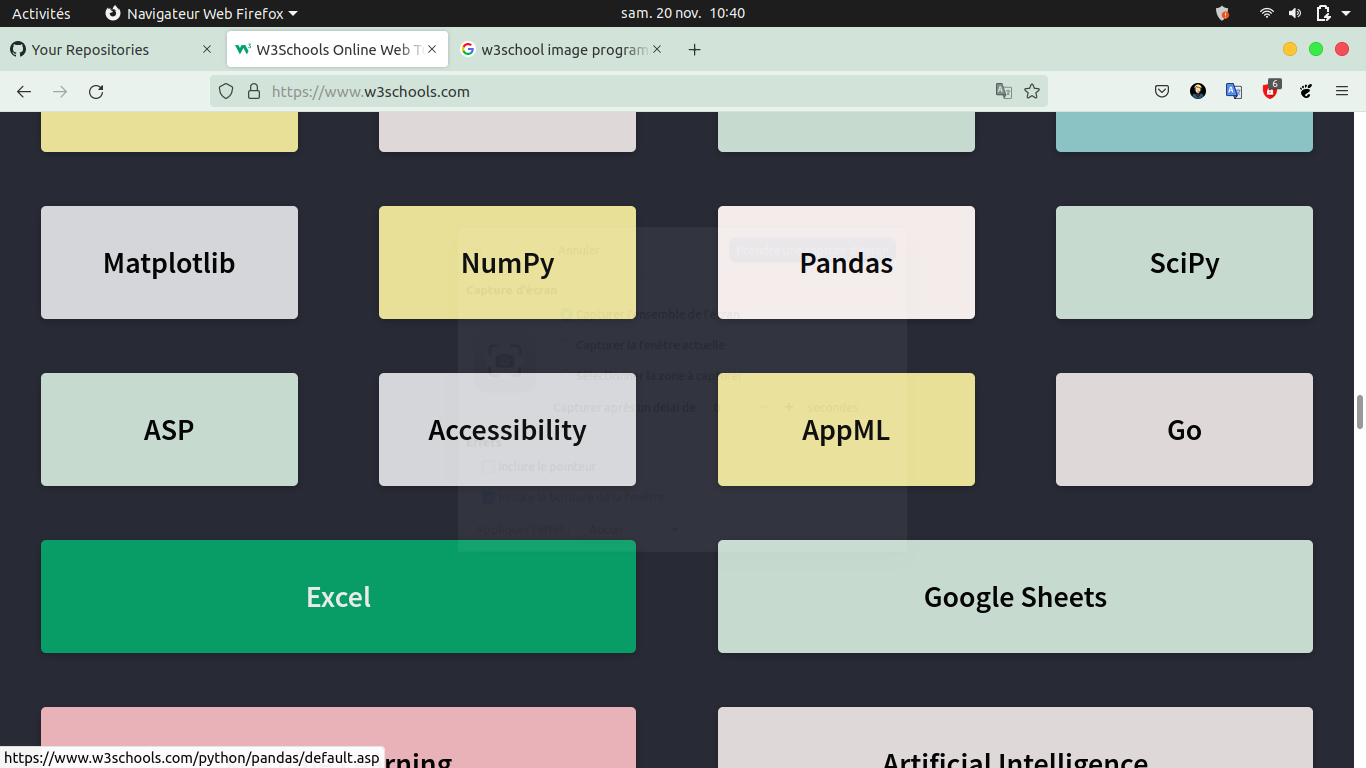 Activités
Navigateur Web Firefox
sam. 20 nov. 10:40
Your Repositories
W3Schools Online Web T
w3school image program
https://www.w3schools.com
6
Matplotlib
NumPy
Pandas
SciPy
Annuler
Capture d'écran
Capturer l'ensemble de l'écran
Capturer la fenêtre actuelle
Sélectionner la zone à capturer
Capturer après un délai de 0 - + secondes
ASP
Accessibility
AppML
Go
Inclure le pointeur
Inclure la bordure de la fenêtre
Appliquer l'effet : Aucun
Excel
Google Sheets
rning
Artificial Intelligence
https://www.w3schools.com/python/pandas/default.asp